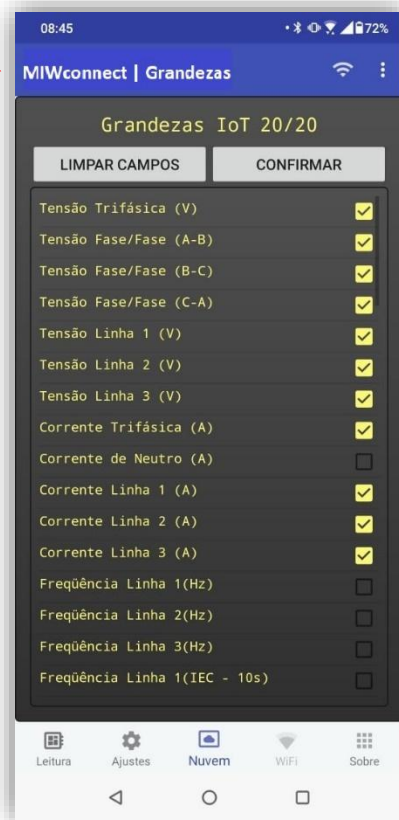 08:45 72%
MIWconnect | Grandezas
Grandezas IoT 20/20
LIMPAR CAMPOS CONFIRMAR
Tensão Trifásica (V)
Tensão Fase/Fase (A-B)
Tensão Fase/Fase (B-C)
Tensão Fase/Fase (C-A)
Tensão Linha 1 (V)
Tensão Linha 2 (V)
Tensão Linha 3 (V)
Corrente Trifásica (A)
Corrente de Neutro (A)
Corrente Linha 1 (A)
Corrente Linha 2 (A)
Corrente Linha 3 (A)
Freqüência Linha 1(Hz)
Freqüência Linha 2(Hz)
Freqüência Linha 3(Hz)
Freqüência Linha 1(IEC - 10s)
Leitura Ajustes Nuvem WiFi Sobre